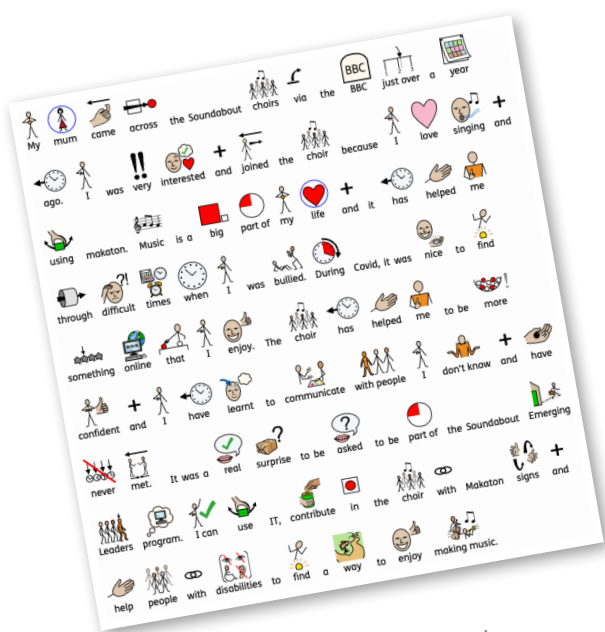 My mum came across the Soundabout choirs via the BBC just over a year
ago. I was very interested and joined the choir because I love singing and
using makaton. Music is a big part of my life and it has helped me
through difficult times when I was bullied. During Covid, it was nice to find
something online that I enjoy. The choir has helped me to be more
confident and I have learnt to communicate with people I don't know and have
never met. It was a real surprise to be asked to be part of the Soundabout Emerging
Leaders program. I can use IT, contribute in the choir with Makaton signs and
help people with disabilities to find a way to enjoy making music.
BBC